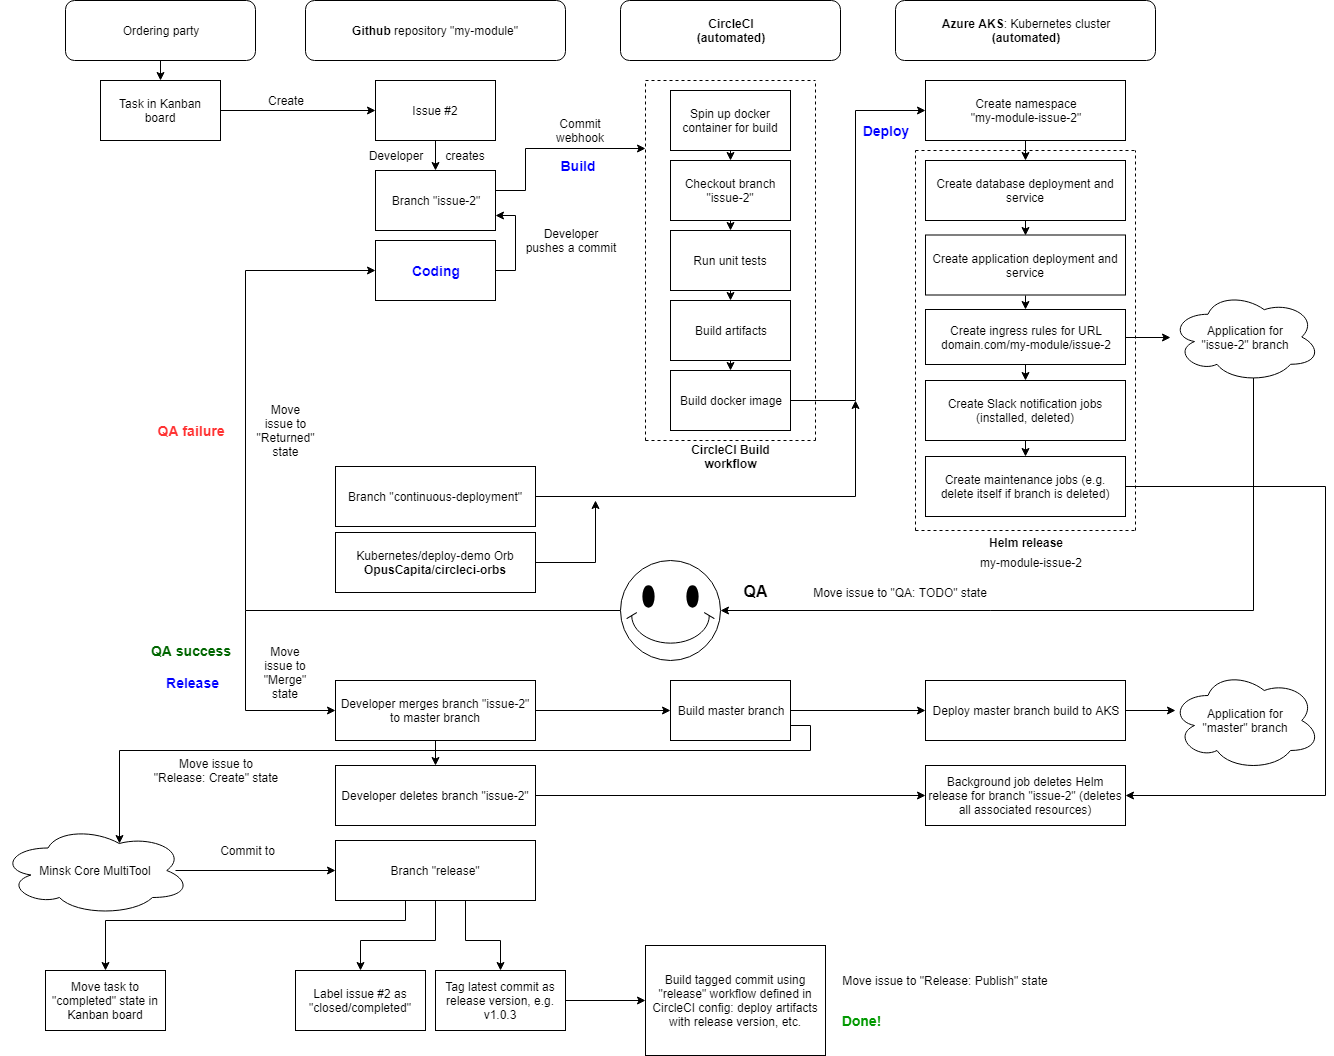 Ordering party
Github repository "my-module"
CircleCI
(automated)
Azure AKS: Kubernetes cluster
(automated)
Task in Kanban
board
Create
Issue #2
Developer creates
Branch "issue-2"
Commit
webhook
Build
Coding
Developer
pushes a commit
Spin up docker
container for build
Checkout branch
"issue-2"
Run unit tests
Build artifacts
Build docker image
CircleCI Build
workflow
Deploy
Create namespace
"my-module-issue-2"
Create database deployment and
service
Create application deployment and
service
Create ingress rules for URL
domain.com/my-module/issue-2
Create Slack notification jobs
(installed, deleted)
Create maintenance jobs (e.g.
delete itself if branch is deleted)
Helm release
my-module-issue-2
Application for
"issue-2" branch
QA failure
Move
issue to
"Returned"
state
Branch "continuous-deployment"
Kubernetes/deploy-demo Orb
OpusCapita/circleci-orbs
QA
Move issue to "QA: TODO" state
QA success
Release
Move
issue to
"Merge"
state
Developer merges branch "issue-2"
to master branch
Build master branch
Deploy master branch build to AKS
Application for
"master" branch
Move issue to
"Release: Create" state
Developer deletes branch "issue-2"
Background job deletes Helm
release for branch "issue-2" (deletes
all associated resources)
Minsk Core MultiTool
Commit to
Branch "release"
Move task to
"completed" state in
Kanban board
Label issue #2 as
"closed/completed"
Tag latest commit as
release version, e.g.
v1.0.3
Build tagged commit using
"release" workflow defined in
CircleCI config: deploy artifacts
with release version, etc.
Move issue to "Release: Publish" state
Done!